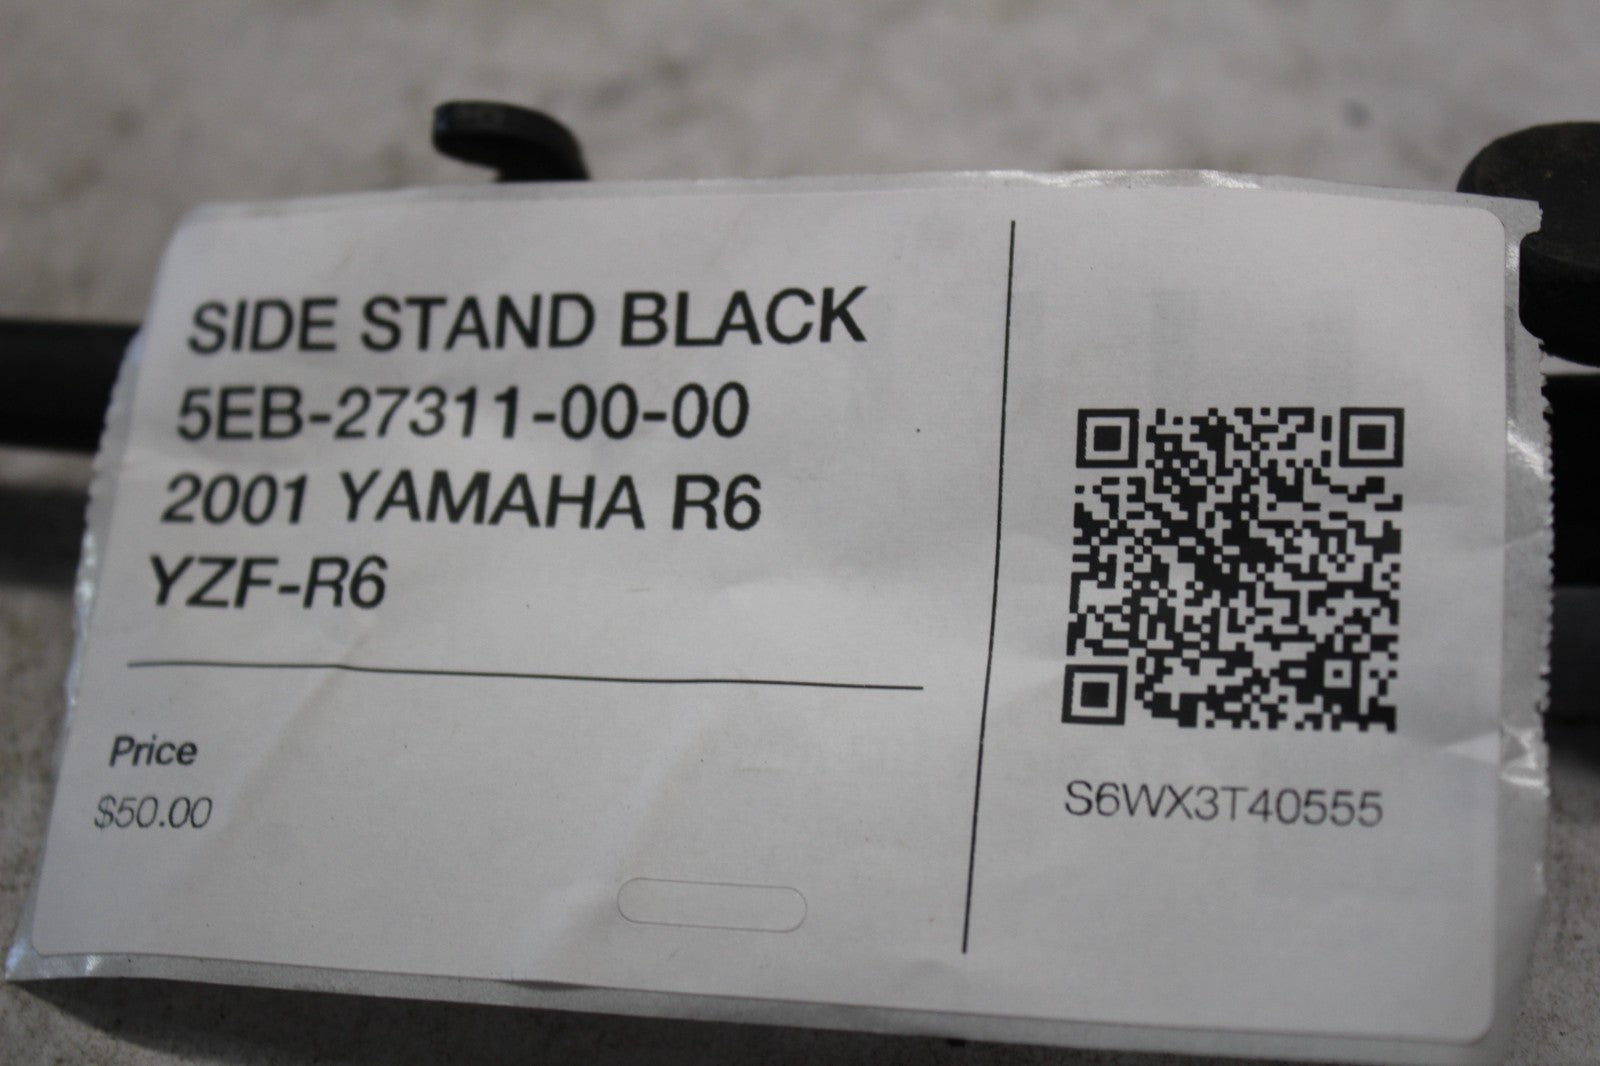 SIDE STAND BLACK
5EB-27311-00-00
2001 YAMAHA R6
YZF-R6
Price
$50.00
S6WX3T40555